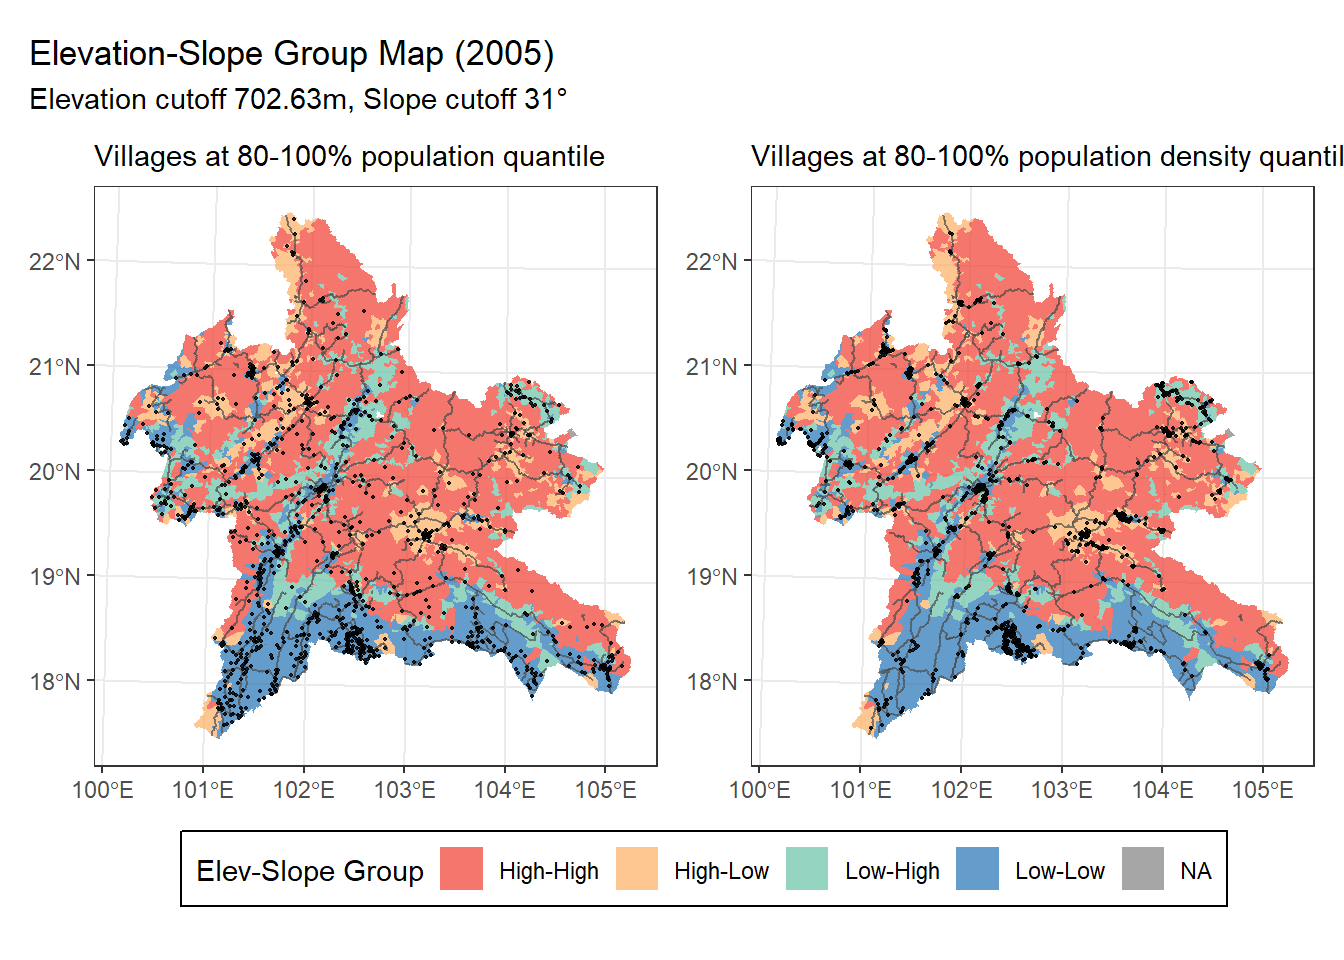 Elevation-Slope Group Map (2005)
Elevation cutoff 702.63m, Slope cutoff 31°
Villages at 80-100% population quantile
Villages at 80-100% population density quantil
22°N
21°N
20°N
19°N
18°N
100°E 101°E 102°E 103°E 104°E 105°E
22°N
21°N
20°N
19°N
18°N
100°E 101°E 102°E 103°E 104°E 105°E
Elev-Slope Group High-High High-Low Low-High Low-Low NA